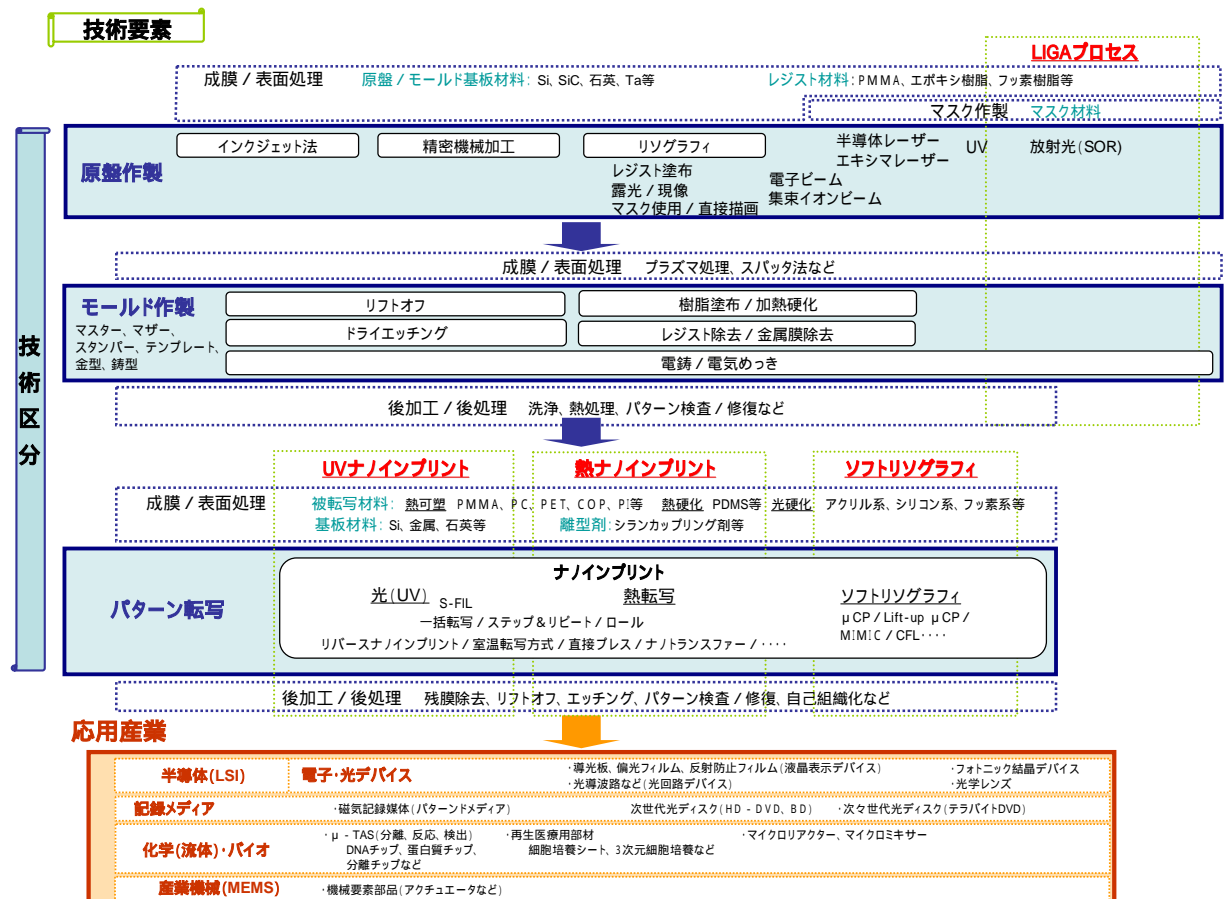 技術要素
LIGAプロセス
成膜 / 表面処理 原盤 / モールド基板材料: Si、SiC、石英、Ta等 レジスト材料:PMMA、エポキシ樹脂、フッ素樹脂等
マスク作製 マスク材料
技術区分
原盤作製
インクジェット法
精密機械加工
リソグラフィ
レジスト塗布
露光 / 現像
マスク使用 / 直接描画
電子ビーム
集束イオンビーム
半導体レーザー
エキシマレーザー
UV
放射光(SOR)
成膜 / 表面処理 プラズマ処理、スパッタ法など
モールド作製
マスター、マザー、
スタンパー、テンプレート、
金型、鋳型
リフトオフ
樹脂塗布 / 加熱硬化
ドライエッチング
レジスト除去 / 金属膜除去
電鋳 / 電気めっき
後加工 / 後処理 洗浄、熱処理、パターン検査 / 修復など
UVナノインプリント
熱ナノインプリント
ソフトリソグラフィ
成膜 / 表面処理 被転写材料: 熱可塑 PMMA、PC、PET、COP、PI等 熱硬化 PDMS等 光硬化 アクリル系、シリコン系、フッ素系等
基板材料: Si、金属、石英等 離型剤:シランカップリング剤等
パターン転写
ナノインプリント
光(UV) S-FIL
熱転写
一括転写 / ステップ&リピート / ロール
リバースナノインプリント / 室温転写方式 / 直接プレス / ナノトランスファー / ‥‥
ソフトリソグラフィ
μCP / Lift-up μCP /
MIMIC / CFL‥‥
後加工 / 後処理 残膜除去、リフトオフ、エッチング、パターン検査 / 修復、自己組織化など
応用産業
半導体(LSI)
電子・光デバイス
・導光板、偏光フィルム、反射防止フィルム(液晶表示デバイス)
・光導波路など(光回路デバイス)
・フォトニック結晶デバイス
・光学レンズ
記録メディア
・磁気記録媒体(パターンドメディア)
次世代光ディスク(HD-DVD、BD)
・次々世代光ディスク(テラバイトDVD)
化学(流体)・バイオ
・μ-TAS(分離、反応、検出)
DNAチップ、蛋白質チップ、
分離チップなど
・再生医療用部材
細胞培養シート、3次元細胞培養など
・マイクロリアクター、マイクロミキサー
産業機械(MEMS)
・機械要素部品(アクチュエータなど)